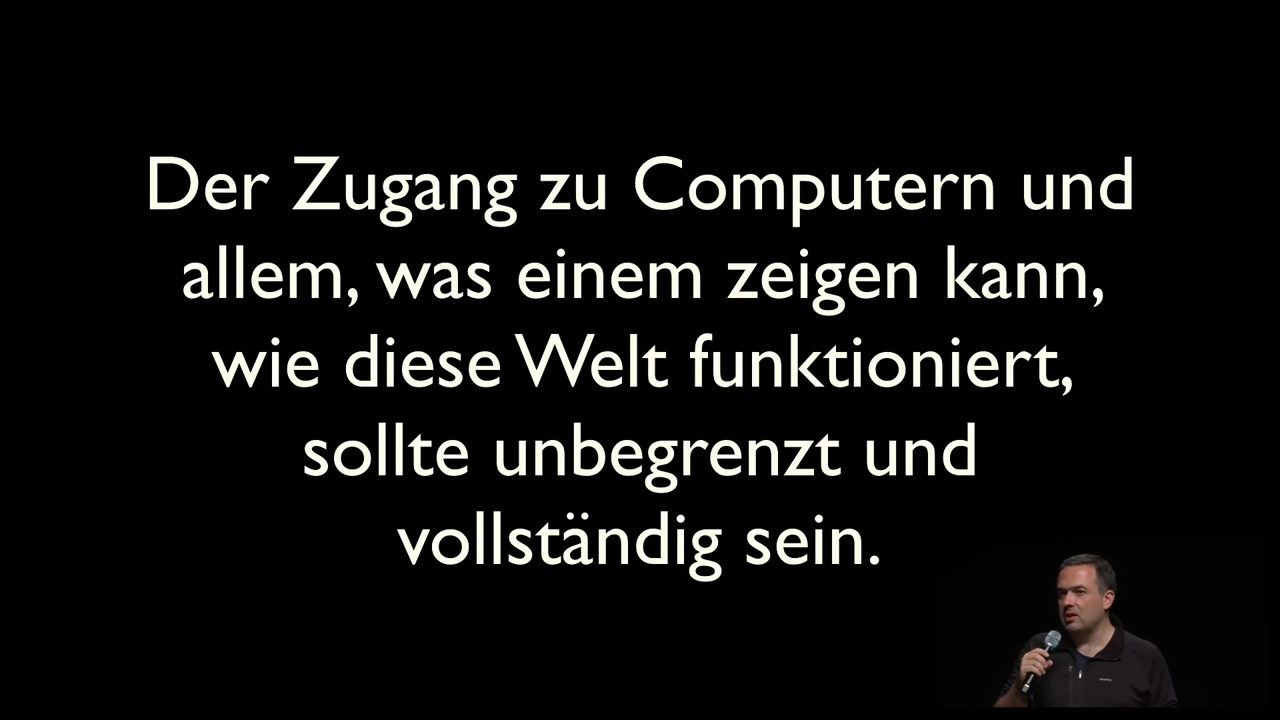 Der Zugang zu Computern und
allem, was einem zeigen kann,
wie diese Welt funktioniert,
sollte unbegrenzt und
vollständig sein.